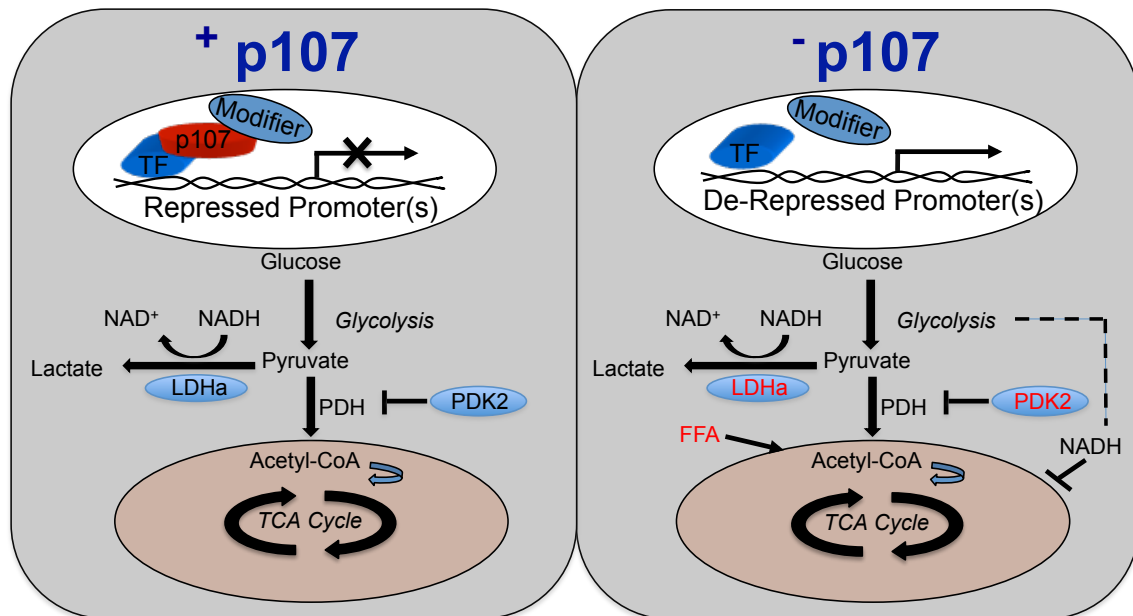 + p107
Modifier
p107
TF
Repressed Promoter(s)
Glucose
NAD+ NADH Glycolysis
Lactate Pyruvate
LDHa
PDH PDK2
Acetyl-CoA
TCA Cycle
- p107
Modifier
TF
De-Repressed Promoter(s)
Glucose
NAD+ NADH Glycolysis
Lactate Pyruvate
LDHa
PDH PDK2
FFA NADH
Acetyl-CoA
TCA Cycle